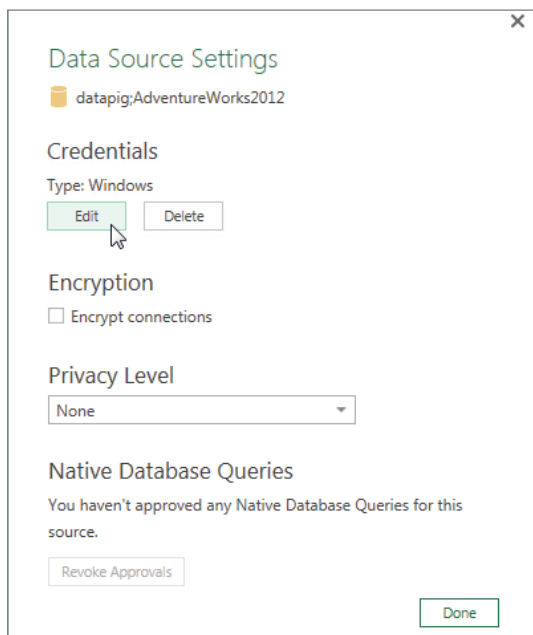 Data Source Settings
datapig;AdventureWorks2012
Credentials
Type: Windows
Edit
Delete
Encryption
Encrypt connections
Privacy Level
None
Native Database Queries
You haven't approved any Native Database Queries for this
source.
Revoke Approvals
Done